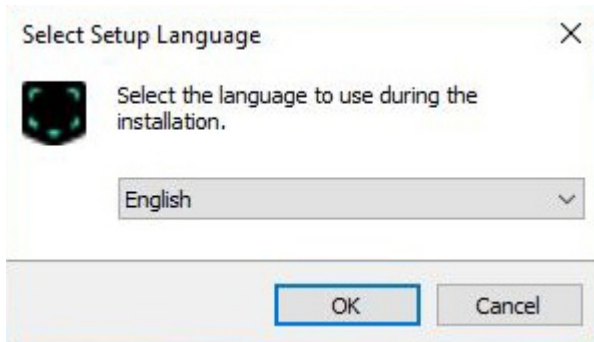 Select Setup Language
Select the language to use during the
installation.
English
OK
Cancel